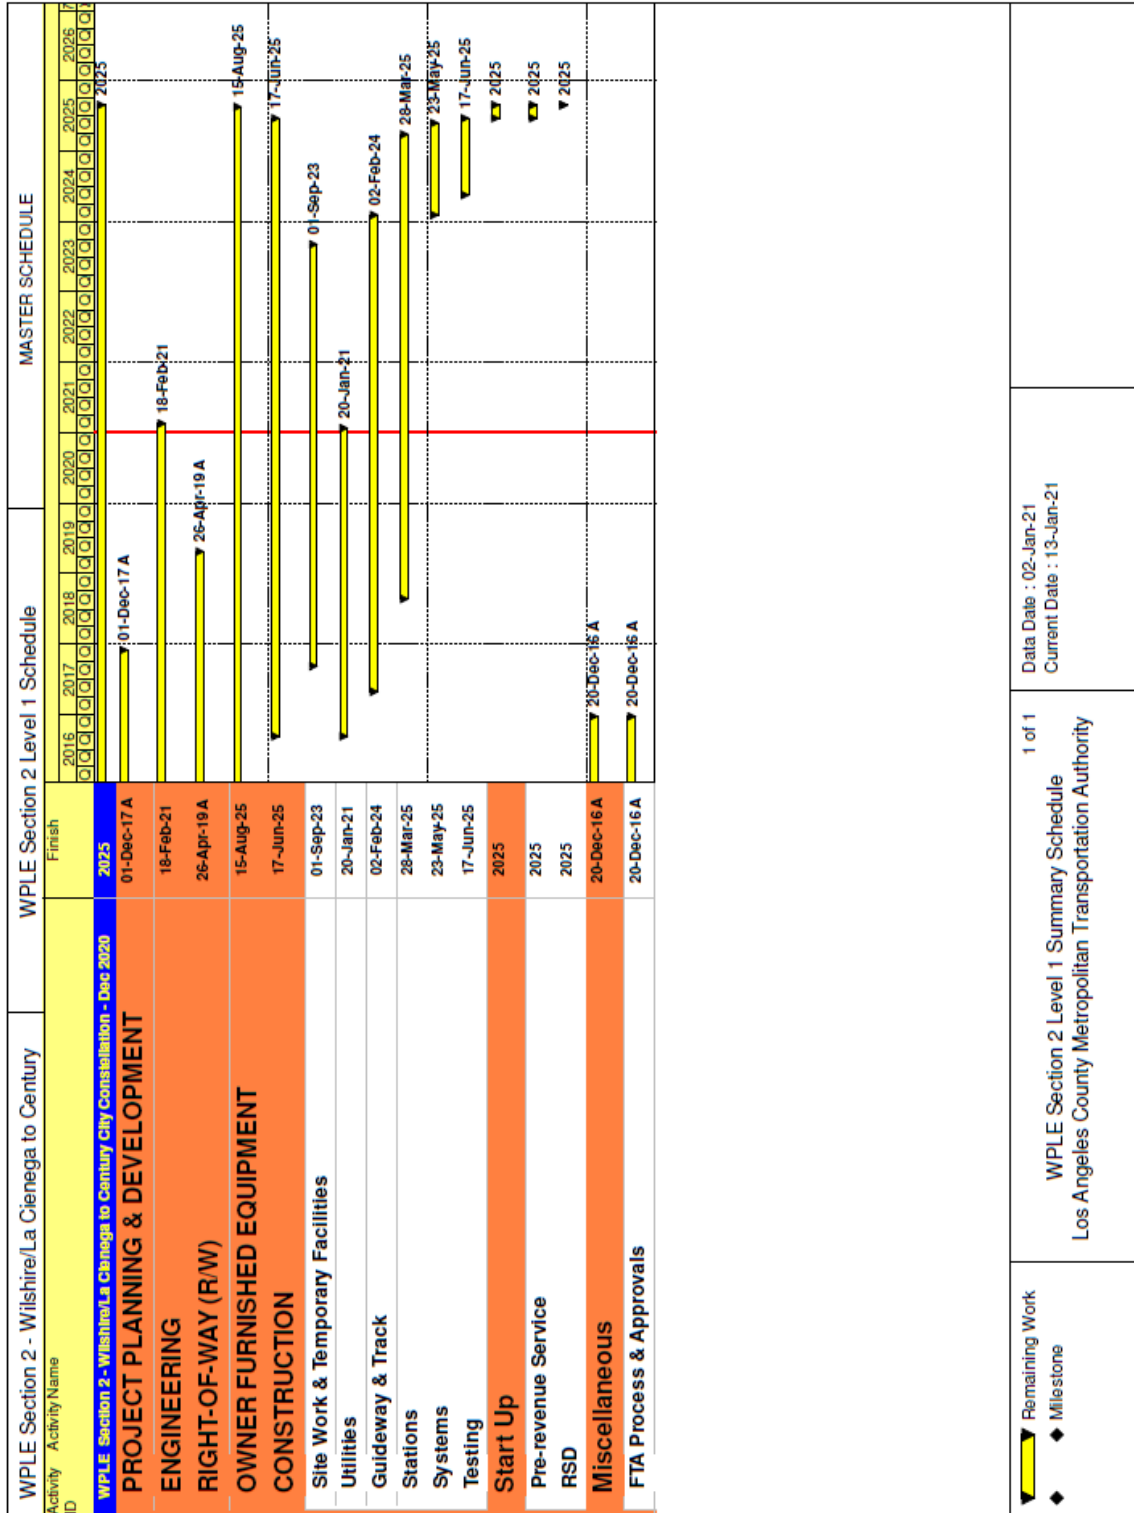 WPLE Section 2 - Wilshire/La Cienega to Century
WPLE Section 2 Level 1 Schedule
MASTER SCHEDULE
Activity ID
Activity Name
Finish
2016 2017 2018 2019 2020 2021 2022 2023 2024 2025 2026
WPLE Section 2 - Wilshire/La Cienega to Century City Constellation - Dec 2020 2025 2025
PROJECT PLANNING & DEVELOPMENT 01-Dec-17 A 01-Dec-17 A
ENGINEERING 18-Feb-21 18-Feb-21
RIGHT-OF-WAY (R/W) 26-Apr-19 A 26-Apr-19 A
OWNER FURNISHED EQUIPMENT 15-Aug-25 15-Aug-25
CONSTRUCTION 17-Jun-25 17-Jun-25
Site Work & Temporary Facilities 01-Sep-23 01-Sep-23
Utilities 20-Jan-21 20-Jan-21
Guideway & Track 02-Feb-24 02-Feb-24
Stations 28-Mar-25 28-Mar-25
Systems 23-May-25 23-May-25
Testing 17-Jun-25 17-Jun-25
Start Up 2025 2025
Pre-revenue Service 2025 2025
RSD 2025 2025
Miscellaneous 20-Dec-16 A 20-Dec-16 A
FTA Process & Approvals 20-Dec-16 A 20-Dec-16 A
Remaining Work
Milestone
WPLE Section 2 Level 1 Summary Schedule
Los Angeles County Metropolitan Transportation Authority
1 of 1
Data Date : 02-Jan-21
Current Date : 13-Jan-21